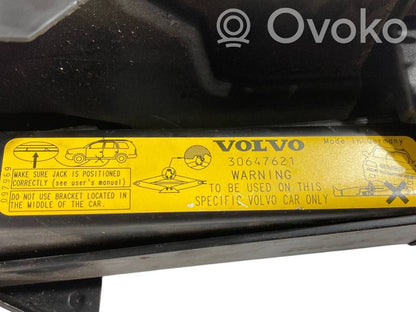 Ovoko
VOLVO
Made in Germany
30647621
MAKE SURE JACK IS POSITIONED
CORRECTLY (see user's manual)
DO NOT USE BRACKET LOCATED IN
THE MIDDLE OF THE CAR.
WARNING
TO BE USED ON THIS
SPECIFIC VOLVO CAR ONLY